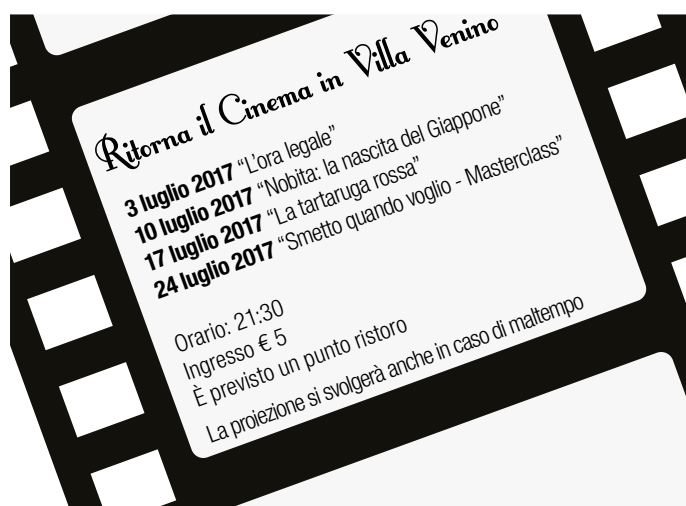 Ritorna il Cinema in Villa Venino
3 luglio 2017 “L’ora legale”
10 luglio 2017 “Nobita: la nascita del Giappone”
17 luglio 2017 “La tartaruga rossa”
24 luglio 2017 “Smetto quando voglio - Masterclass”
Orario: 21:30
Ingresso € 5
È previsto un punto ristoro
La proiezione si svolgerà anche in caso di maltempo